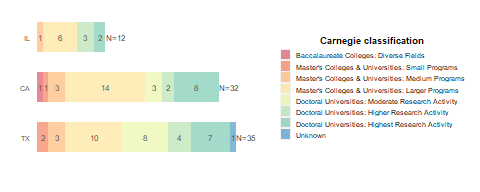 Carnegie classification
IL 1 6 3 2 N=12
Baccalaureate Colleges: Diverse Fields
Master's Colleges & Universities: Small Programs
Master's Colleges & Universities: Medium Programs
CA 1 1 3 14 3 2 8 N=32
Master's Colleges & Universities: Larger Programs
Doctoral Universities: Moderate Research Activity
Doctoral Universities: Higher Research Activity
Doctoral Universities: Highest Research Activity
Unknown
TX 2 3 10 8 4 7 1 N=35